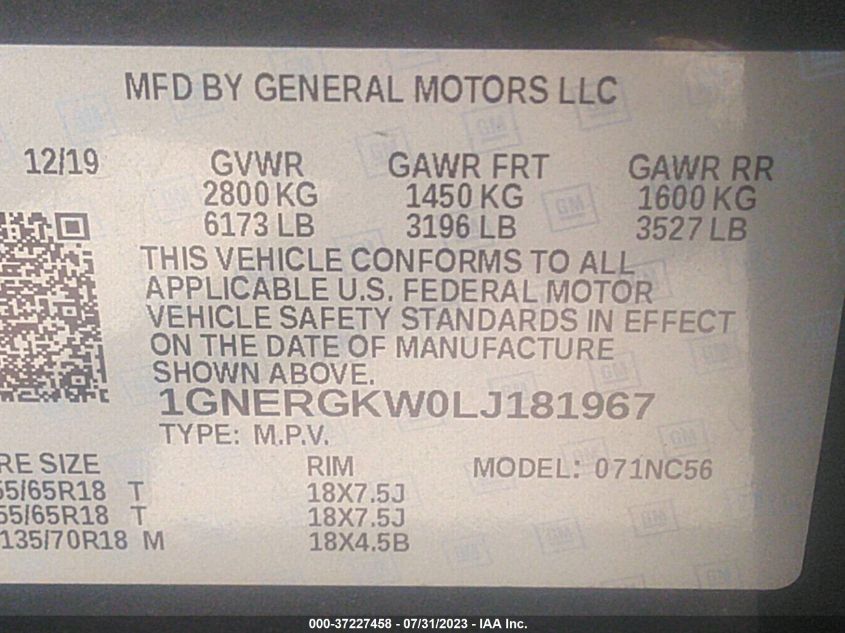 MFD BY GENERAL MOTORS LLC
12/19 GVWR GAWR FRT GAWR RR
2800 KG 1450 KG 1600 KG
6173 LB 3196 LB 3527 LB
THIS VEHICLE CONFORMS TO ALL
APPLICABLE U.S. FEDERAL MOTOR
VEHICLE SAFETY STANDARDS IN EFFECT
ON THE DATE OF MANUFACTURE
SHOWN ABOVE.
1GNERGKW0LJ181967
TYPE: M.P.V.
RE SIZE RIM MODEL: 071NC56
55/65R18 T 18X7.5J
55/65R18 T 18X7.5J
135/70R18 M 18X4.5B
000-37227458 - 07/31/2023 - IAA Inc.